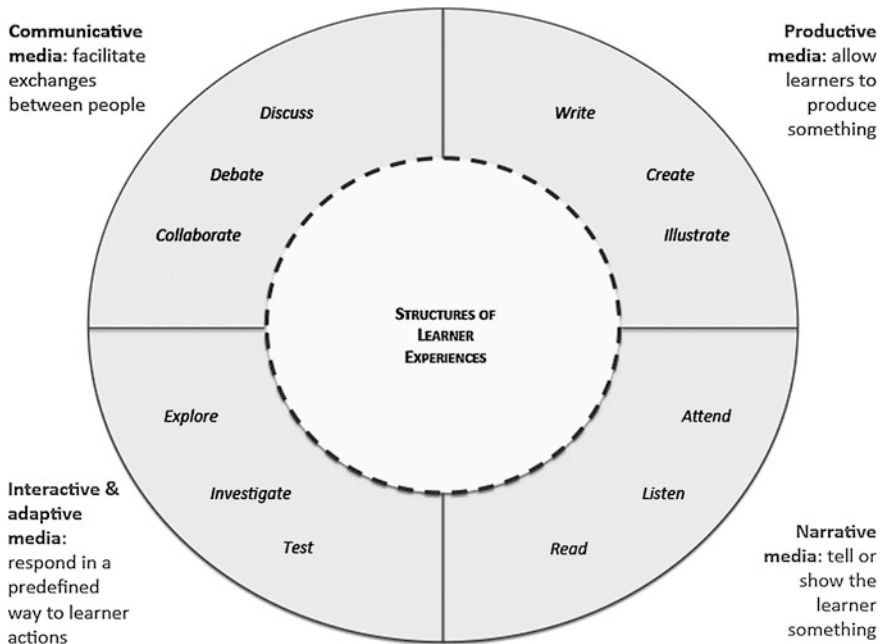 Communicative
media: facilitate
exchanges
between people
Productive
media: allow
learners to
produce
something
Discuss
Debate
Collaborate
Write
Create
Illustrate
STRUCTURES OF
LEARNER
EXPERIENCES
Explore
Investigate
Test
Attend
Listen
Read
Interactive &
adaptive
media:
respond in a
predefined
way to learner
actions
Narrative
media: tell or
show the
learner
something